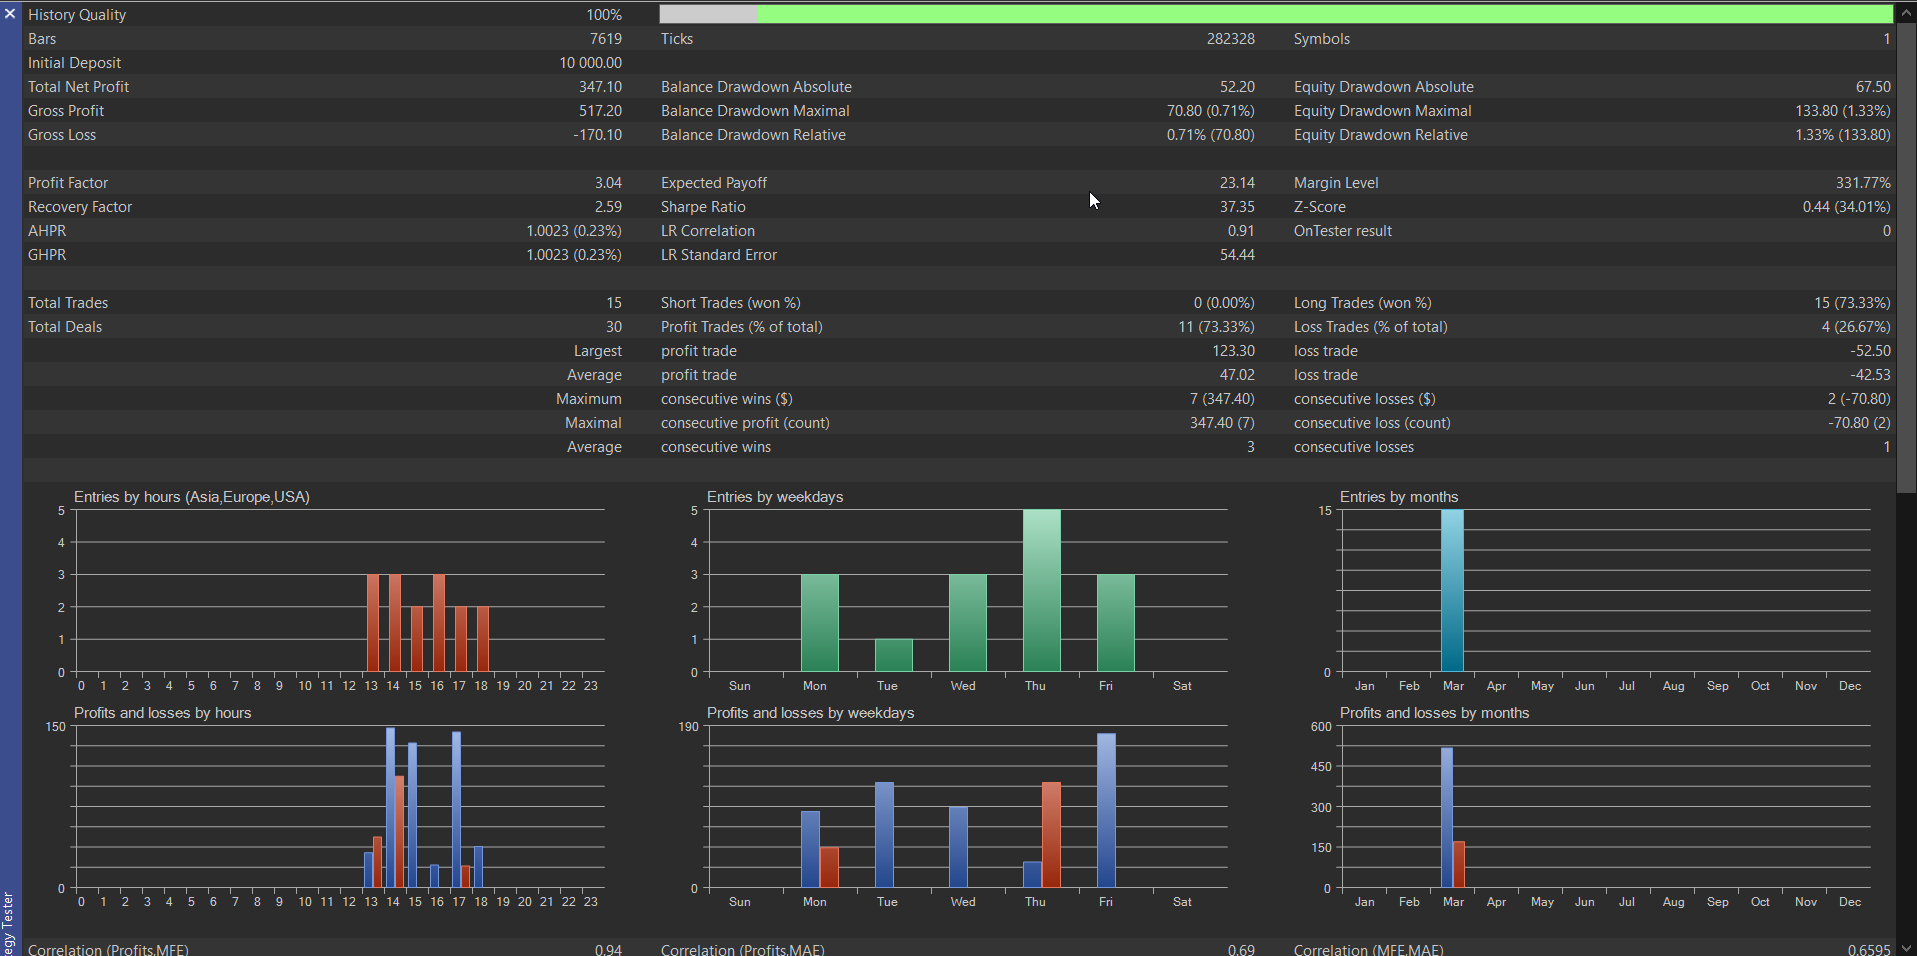 History Quality 100%
Bars 7619 Ticks 282328 Symbols 1
Initial Deposit 10 000.00
Total Net Profit 347.10 Balance Drawdown Absolute 52.20 Equity Drawdown Absolute 67.50
Gross Profit 517.20 Balance Drawdown Maximal 70.80 (0.71%) Equity Drawdown Maximal 133.80 (1.33%)
Gross Loss -170.10 Balance Drawdown Relative 0.71% (70.80) Equity Drawdown Relative 1.33% (133.80)
Profit Factor 3.04 Expected Payoff 23.14 Margin Level 331.77%
Recovery Factor 2.59 Sharpe Ratio 37.35 Z-Score 0.44 (34.01%)
AHPR 1.0023 (0.23%) LR Correlation 0.91 OnTester result 0
GHPR 1.0023 (0.23%) LR Standard Error 54.44
Total Trades 15 Short Trades (won %) 0 (0.00%) Long Trades (won %) 15 (73.33%)
Total Deals 30 Profit Trades (% of total) 11 (73.33%) Loss Trades (% of total) 4 (26.67%)
Largest profit trade 123.30 loss trade -52.50
Average profit trade 47.02 loss trade -42.53
Maximum consecutive wins ($) 7 (347.40) consecutive losses ($) 2 (-70.80)
Maximal consecutive profit (count) 347.40 (7) consecutive loss (count) -70.80 (2)
Average consecutive wins 3 consecutive losses 1
Entries by hours (Asia,Europe,USA)
5
4
3
2
1
0
0 1 2 3 4 5 6 7 8 9 10 11 12 13 14 15 16 17 18 19 20 21 22 23
Entries by weekdays
5
4
3
2
1
0
Sun Mon Tue Wed Thu Fri Sat
Entries by months
15
0
Jan Feb Mar Apr May Jun Jul Aug Sep Oct Nov Dec
Profits and losses by hours
150
0
0 1 2 3 4 5 6 7 8 9 10 11 12 13 14 15 16 17 18 19 20 21 22 23
Profits and losses by weekdays
190
0
Sun Mon Tue Wed Thu Fri Sat
Profits and losses by months
600
450
300
150
0
Jan Feb Mar Apr May Jun Jul Aug Sep Oct Nov Dec
Correlation (Profits,MFE) 0.94 Correlation (Profits,MAE) 0.69 Correlation (MFE,MAE) 0.6595
tegy Tester